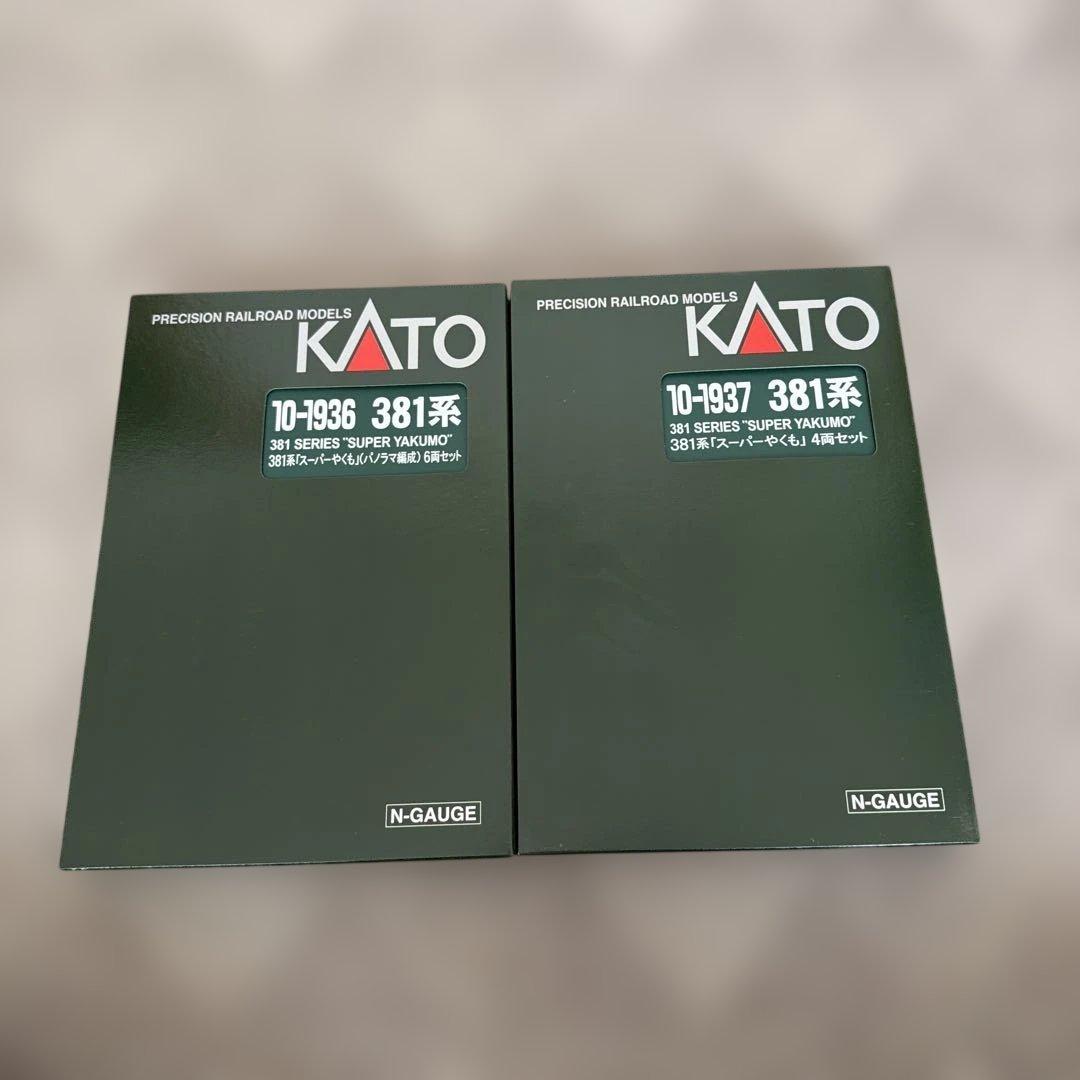 PRECISION RAILROAD MODELS
KATO
10-1936 381系
381 SERIES "SUPER YAKUMO"
381系「スーパーやくも」(パノラマ編成) 6両セット
N-GAUGE
PRECISION RAILROAD MODELS
KATO
10-1937 381系
381 SERIES "SUPER YAKUMO"
381系「スーパーやくも」 4両セット
N-GAUGE